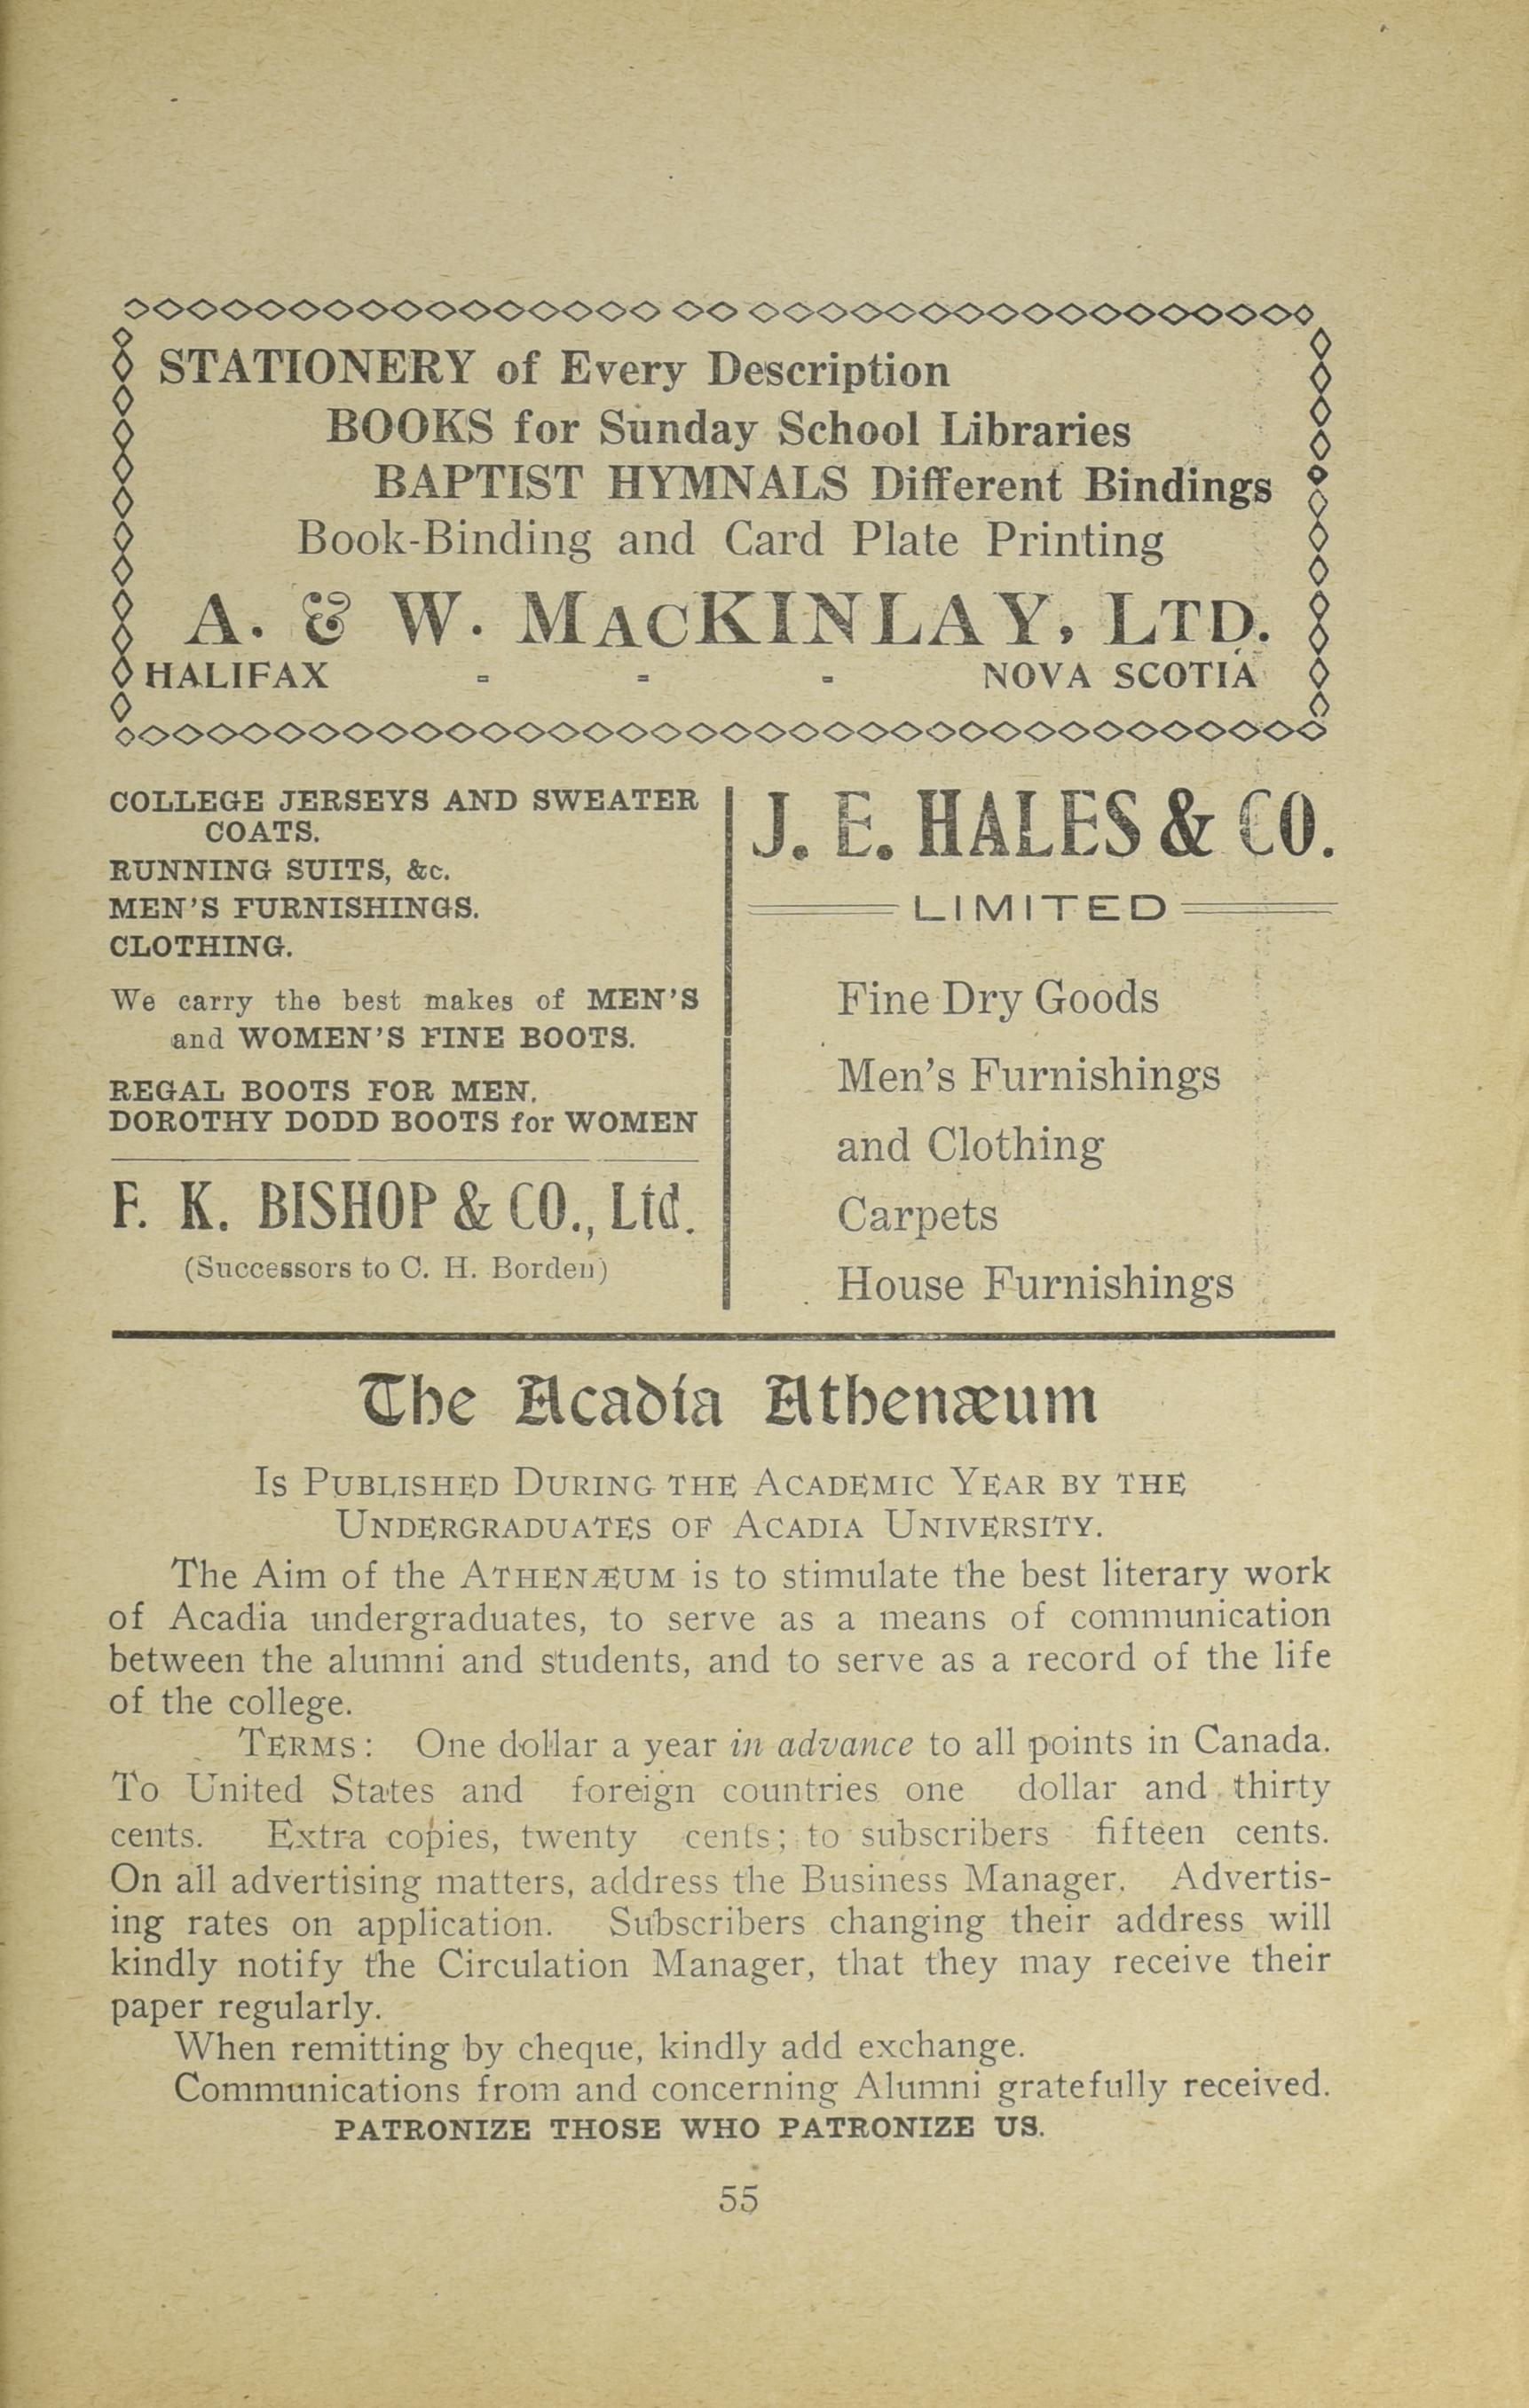 STATIONERY of Every Description
BOOKS for Sunday School Libraries
BAPTIST HYMNALS Different Bindings
Book-Binding and Card Plate Printing
A. & W. MACKINLAY, LTD.
HALIFAX - - - NOVA SCOTIA
COLLEGE JERSEYS AND SWEATER
COATS.
RUNNING SUITS, &c.
MEN'S FURNISHINGS.
CLOTHING.
We carry the best makes of MEN'S
and WOMEN'S FINE BOOTS.
REGAL BOOTS FOR MEN.
DOROTHY DODD BOOTS for WOMEN
F. K. BISHOP & CO., Ltd.
(Successors to C. H. Borden)
J. E. HALES & CO.
LIMITED
Fine Dry Goods
Men's Furnishings
and Clothing
Carpets
House Furnishings
The Acadia Athenæum
IS PUBLISHED DURING THE ACADEMIC YEAR BY THE
UNDERGRADUATES OF ACADIA UNIVERSITY.
The Aim of the ATHENÆUM is to stimulate the best literary work
of Acadia undergraduates, to serve as a means of communication
between the alumni and students, and to serve as a record of the life
of the college.
TERMS: One dollar a year in advance to all points in Canada.
To United States and foreign countries one dollar and thirty
cents. Extra copies, twenty cents; to subscribers fifteen cents.
On all advertising matters, address the Business Manager. Advertis-
ing rates on application. Subscribers changing their address will
kindly notify the Circulation Manager, that they may receive their
paper regularly.
When remitting by cheque, kindly add exchange.
Communications from and concerning Alumni gratefully received.
PATRONIZE THOSE WHO PATRONIZE US.
55